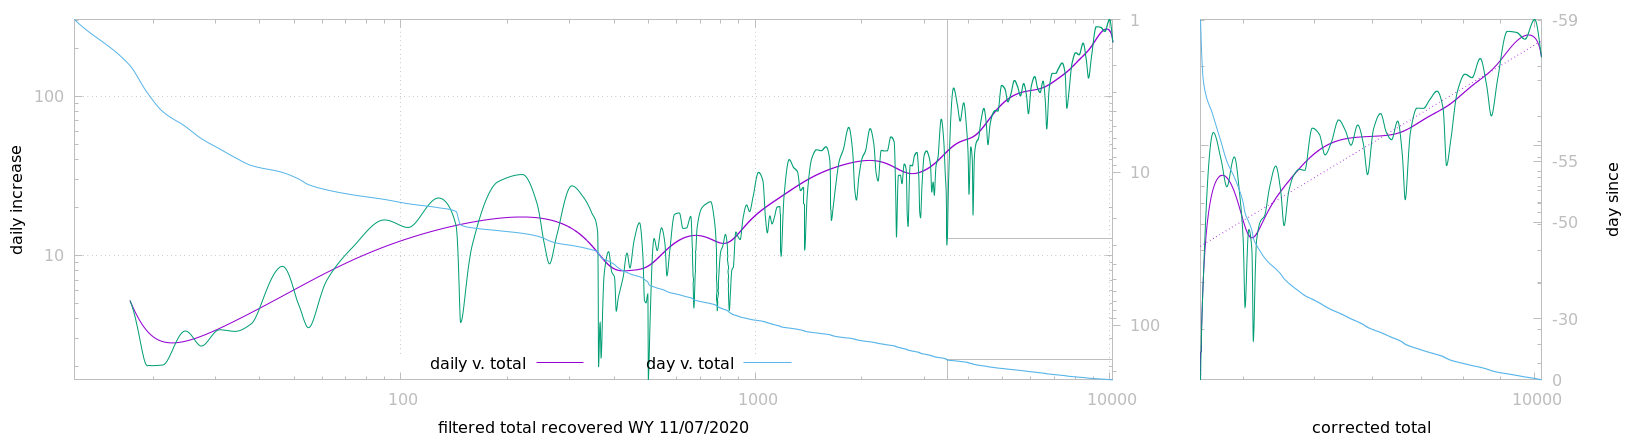 daily increase
100
10
daily v. total
day v. total
1
10
100
100
1000
10000
filtered total recovered WY 11/07/2020
-59
-55
-50
-30
0
day since
10000
corrected total